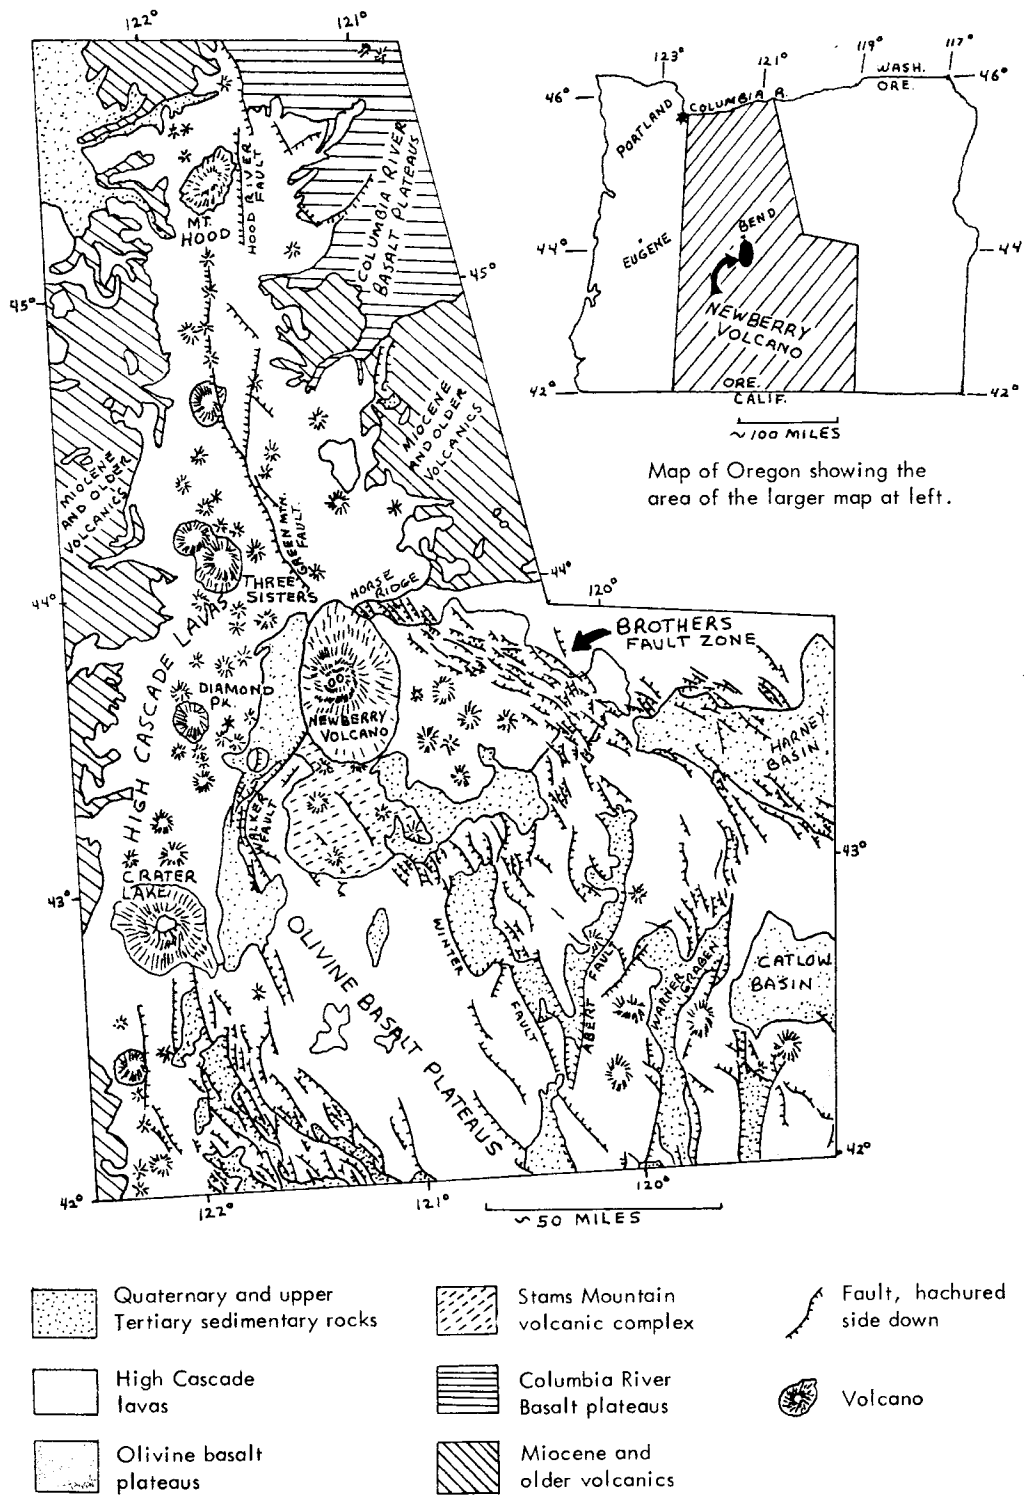 122°
121°
HOOD RIVER
FAULT
MT.
HOOD
COLUMBIA RIVER
BASALT PLATEAUS
45°
45°
MIOCENE
AND OLDER
VOLCANICS
MIOCENE
AND OLDER
VOLCANICS
GREEN MTN.
FAULT
THREE
SISTERS
HORSE
RIDGE
44°
44°
120°
HIGH CASCADE LAVAS
BROTHERS
FAULT ZONE
DIAMOND
PK.
NEWBERRY
VOLCANO
HARNEY
BASIN
WALKER
FAULT
43°
43°
CRATER
LAKE
OLIVINE BASALT PLATEAUS
WINTER
FAULT
ABERT FAULT
WARNER
GRABEN
CATLOW
BASIN
42°
42°
122°
121°
120°
~50 MILES
123°
121°
119°
117°
46°
46°
WASH.
ORE.
COLUMBIA R.
PORTLAND
BEND
EUGENE
44°
44°
NEWBERRY
VOLCANO
ORE.
CALIF.
42°
42°
~100 MILES
Map of Oregon showing the
area of the larger map at left.
Quaternary and upper
Tertiary sedimentary rocks
High Cascade
lavas
Olivine basalt
plateaus
Stams Mountain
volcanic complex
Columbia River
Basalt plateaus
Miocene and
older volcanics
Fault, hachured
side down
Volcano